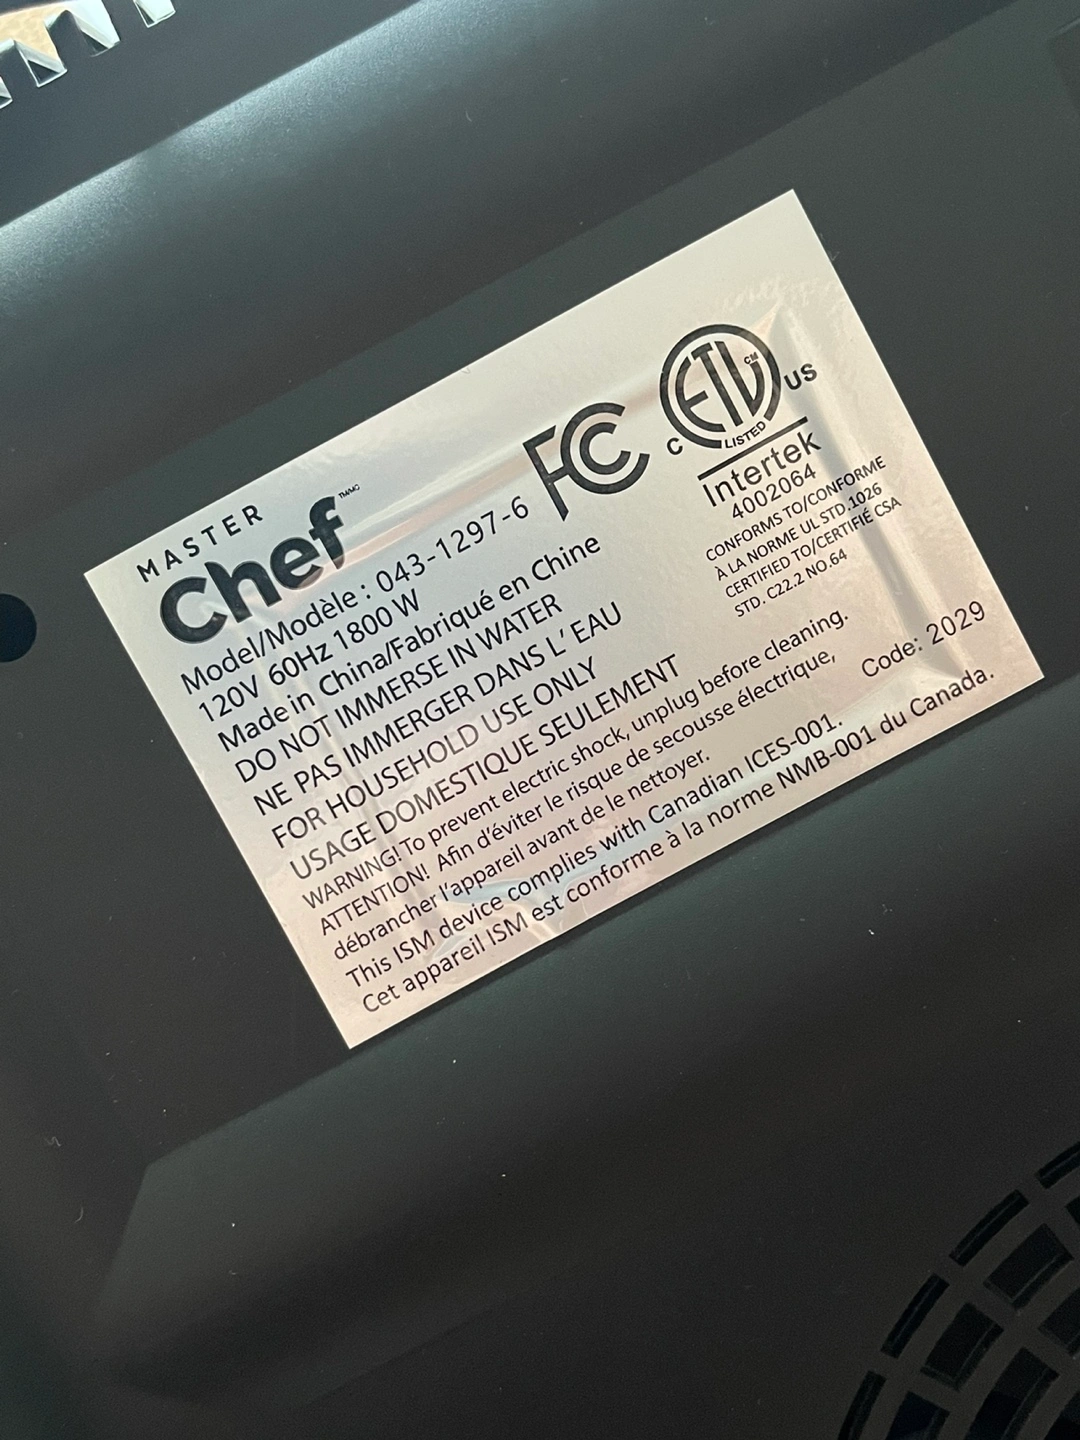 MASTER
Chef TM/MC
Model/Modèle : 043-1297-6
120V 60Hz 1800 W
Made in China/Fabriqué en Chine
DO NOT IMMERSE IN WATER
NE PAS IMMERGER DANS L' EAU
FOR HOUSEHOLD USE ONLY
USAGE DOMESTIQUE SEULEMENT
WARNING! To prevent electric shock, unplug before cleaning.
ATTENTION! Afin d'éviter le risque de secousse électrique,
débrancher l'appareil avant de le nettoyer.
This ISM device complies with Canadian ICES-001.
Cet appareil ISM est conforme à la norme NMB-001 du Canada.
FC
C ETL CM US
LISTED
Intertek
4002064
CONFORMS TO/CONFORME
À LA NORME UL STD.1026
CERTIFIED TO/CERTIFIÉ CSA
STD. C22.2 NO.64
Code: 2029